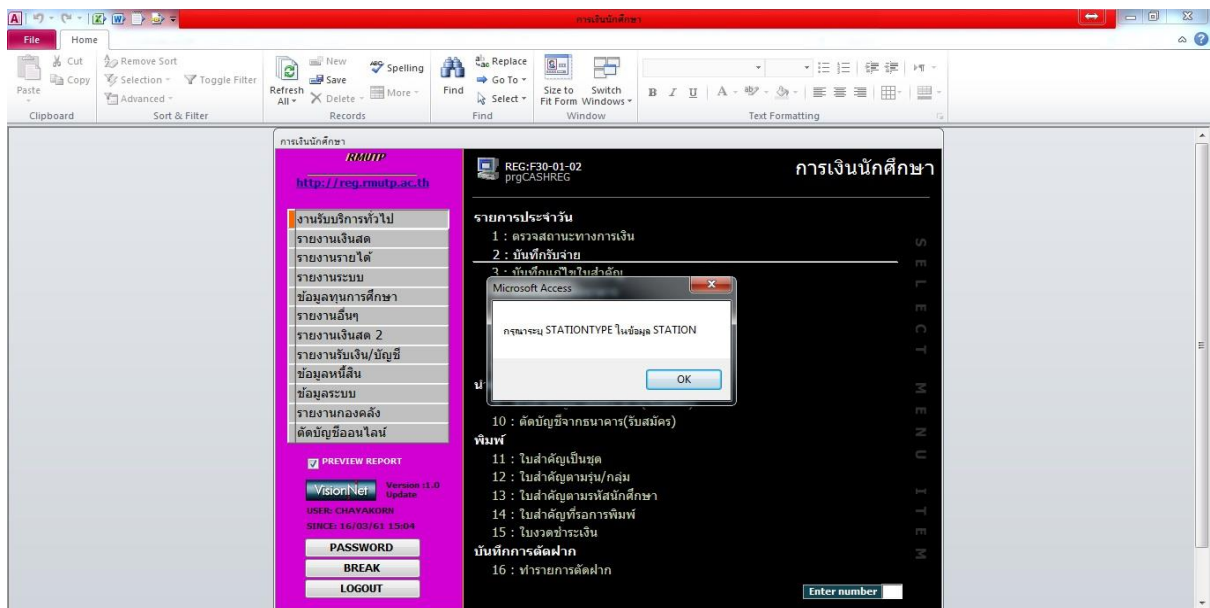 การเงินนักศึกษา
File
Home
Cut
Copy
Paste
Clipboard
Remove Sort
Selection
Toggle Filter
Advanced
Sort & Filter
Refresh All
New
Save
Delete
Spelling
More
Records
Find
Replace
Go To
Select
Find
Size to Fit Form
Switch Windows
Window
B I U A
Text Formatting
การเงินนักศึกษา
RMUTP
http://reg.rmutp.ac.th
งานรับบริการทั่วไป
รายงานเงินสด
รายงานรายได้
รายงานระบบ
ข้อมูลทุนการศึกษา
รายงานอื่นๆ
รายงานเงินสด 2
รายงานรับเงิน/บัญชี
ข้อมูลหนี้สิน
ข้อมูลระบบ
รายงานกองคลัง
ตัดบัญชีออนไลน์
PREVIEW REPORT
VisionNet
Version :1.0
Update
USER: CHAYAKORN
SINCE: 16/03/61 15:04
PASSWORD
BREAK
LOGOUT
REG:F30-01-02
prgCASHREG
การเงินนักศึกษา
รายการประจำวัน
1 : ตรวจสถานะทางการเงิน
2 : บันทึกรับจ่าย
3 : บันทึกแก้ไขใบสำคัญ
Microsoft Access
กรุณาระบุ STATIONTYPE ในข้อมูล STATION
OK
10 : ตัดบัญชีจากธนาคาร(รับสมัคร)
พิมพ์
11 : ใบสำคัญเป็นชุด
12 : ใบสำคัญตามรุ่น/กลุ่ม
13 : ใบสำคัญตามรหัสนักศึกษา
14 : ใบสำคัญที่รอการพิมพ์
15 : ใบงวดชำระเงิน
บันทึกการตัดฝาก
16 : ทำรายการตัดฝาก
Enter number
SELECT MENU ITEM